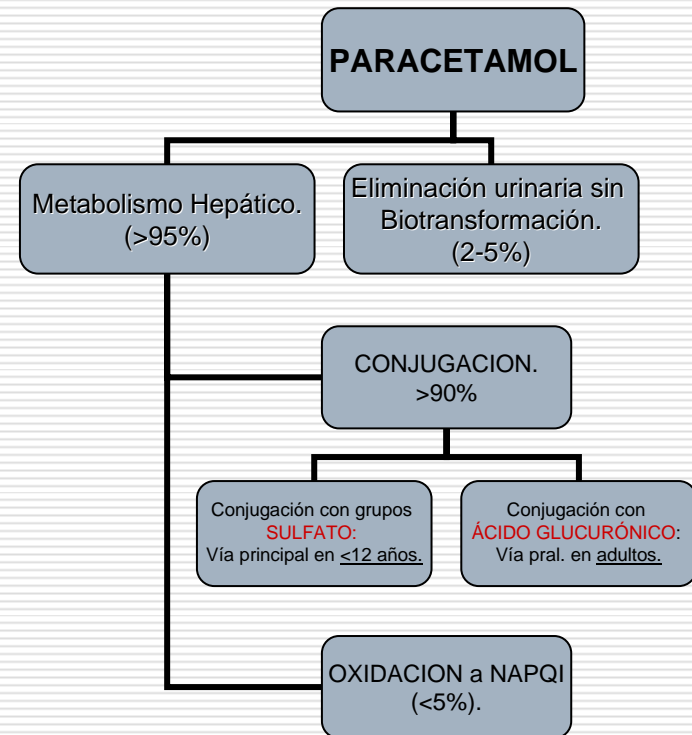 PARACETAMOL
Metabolismo Hepático.
(>95%)
Eliminación urinaria sin
Biotransformación.
(2-5%)
CONJUGACION.
>90%
Conjugación con grupos
SULFATO:
Vía principal en <12 años.
Conjugación con
ÁCIDO GLUCURÓNICO:
Vía pral. en adultos.
OXIDACION a NAPQI
(<5%).